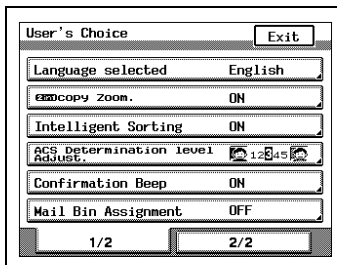 User's Choice
Exit
Language selected English
copy Zoom. ON
Intelligent Sorting ON
ACS Determination level
Adjust. 12345
Confirmation Beep ON
Mail Bin Assignment OFF
1/2 2/2